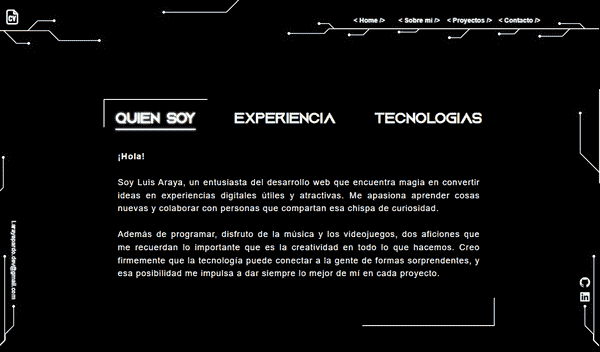 CV
< Home />   < Sobre mi />   < Proyectos />   < Contacto />
QUIEN SOY   EXPERIENCIA   TECNOLOGIAS
¡Hola!
Soy Luis Araya, un entusiasta del desarrollo web que encuentra magia en convertir
ideas en experiencias digitales útiles y atractivas. Me apasiona aprender cosas
nuevas y colaborar con personas que compartan esa chispa de curiosidad.
Además de programar, disfruto de la música y los videojuegos, dos aficiones que
me recuerdan lo importante que es la creatividad en todo lo que hacemos. Creo
firmemente que la tecnología puede conectar a la gente de formas sorprendentes, y
esa posibilidad me impulsa a dar siempre lo mejor de mí en cada proyecto.
in